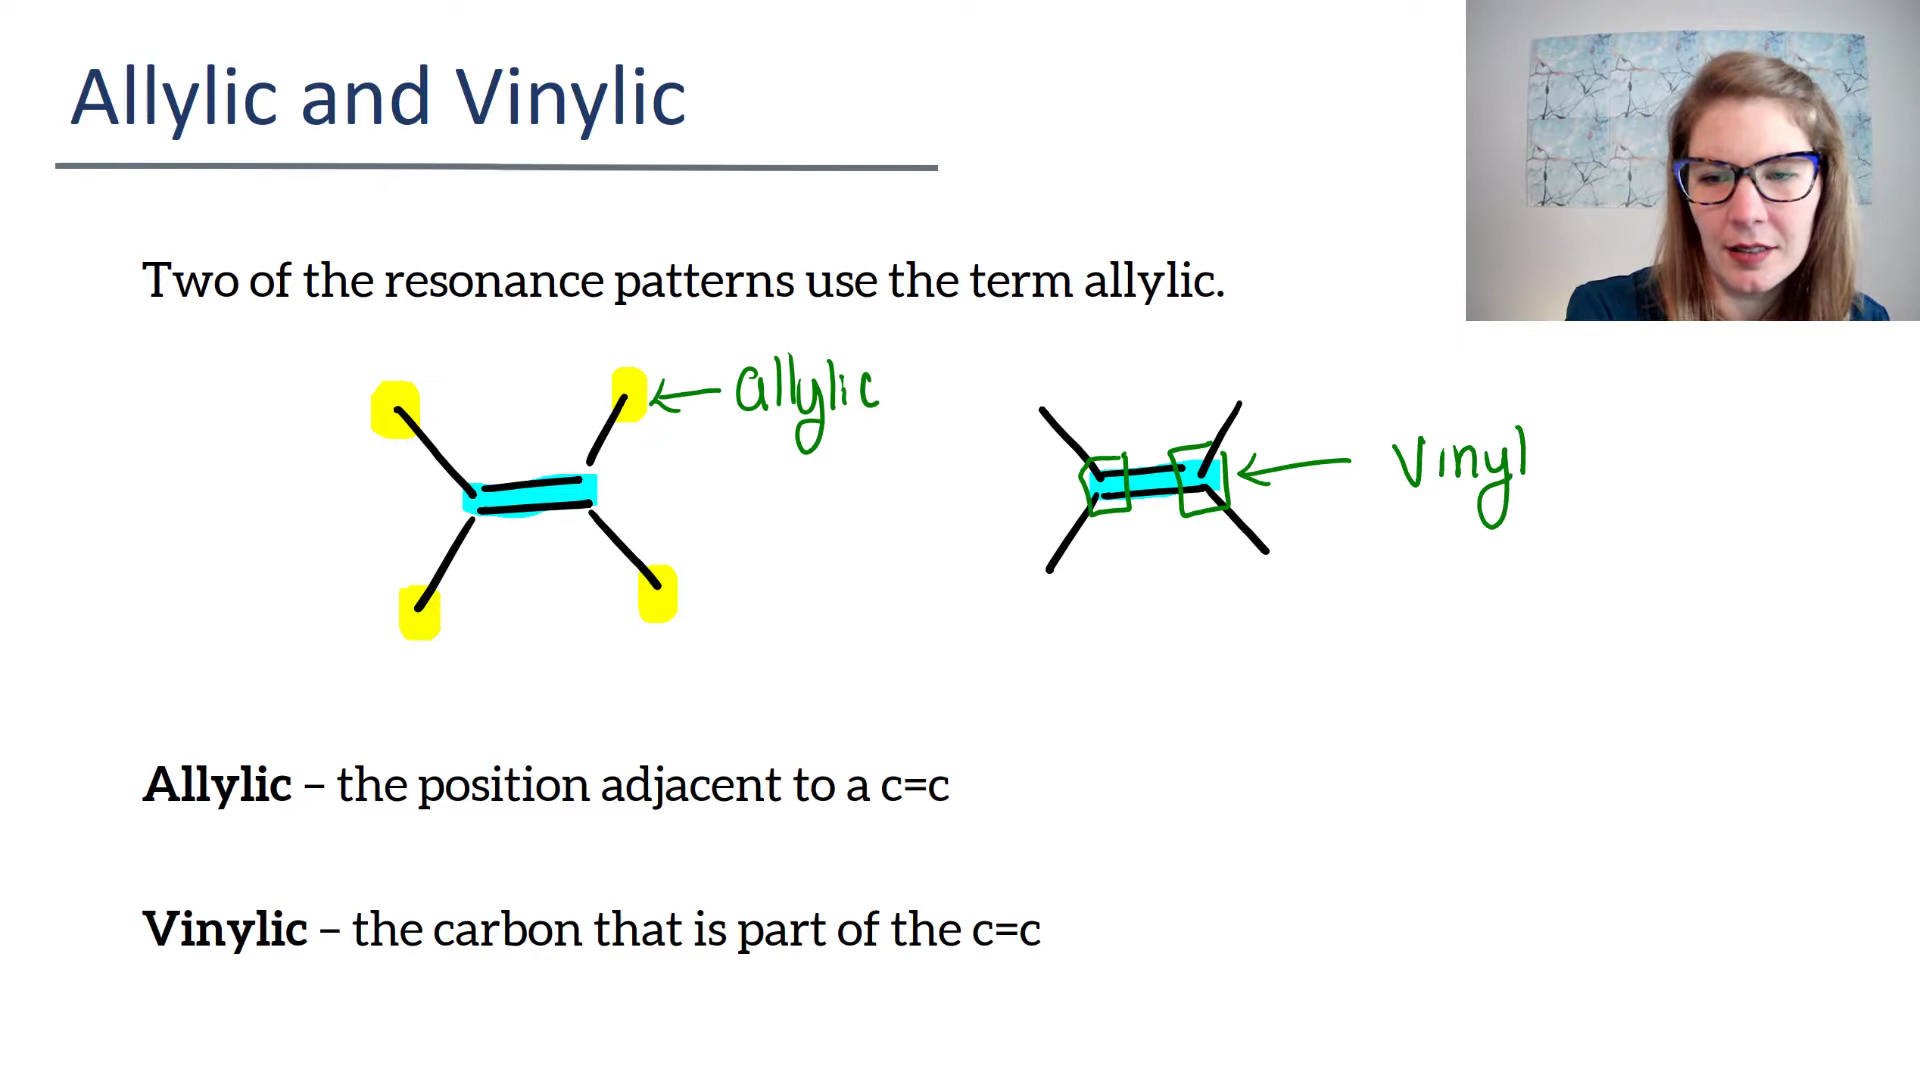 Allylic and Vinylic
Two of the resonance patterns use the term allylic.
allylic
Vinyl
Allylic – the position adjacent to a c=c
Vinylic – the carbon that is part of the c=c